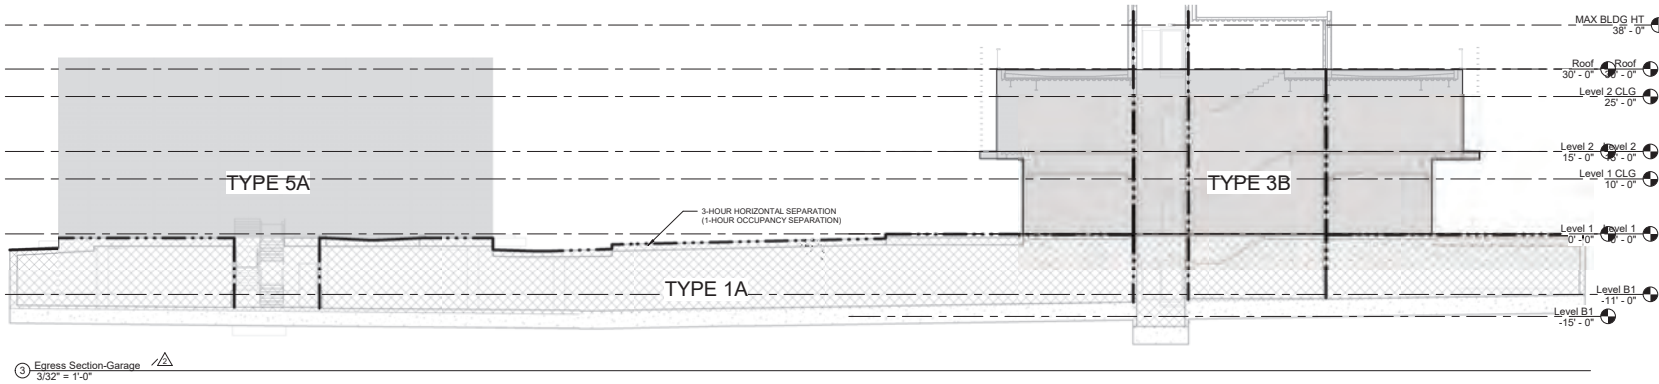 MAX BLDG HT
38' - 0"
Roof Roof
30' - 0"
Level 2 CLG
25' - 0"
Level 2 Level 2
15' - 0"
Level 1 CLG
10' - 0"
TYPE 5A
TYPE 3B
3-HOUR HORIZONTAL SEPARATION
(1-HOUR OCCUPANCY SEPARATION)
Level 1 Level 1
0' - 0"
TYPE 1A
Level B1
-11' - 0"
Level B1
-15' - 0"
3 Egress Section-Garage 2
3/32" = 1'-0"